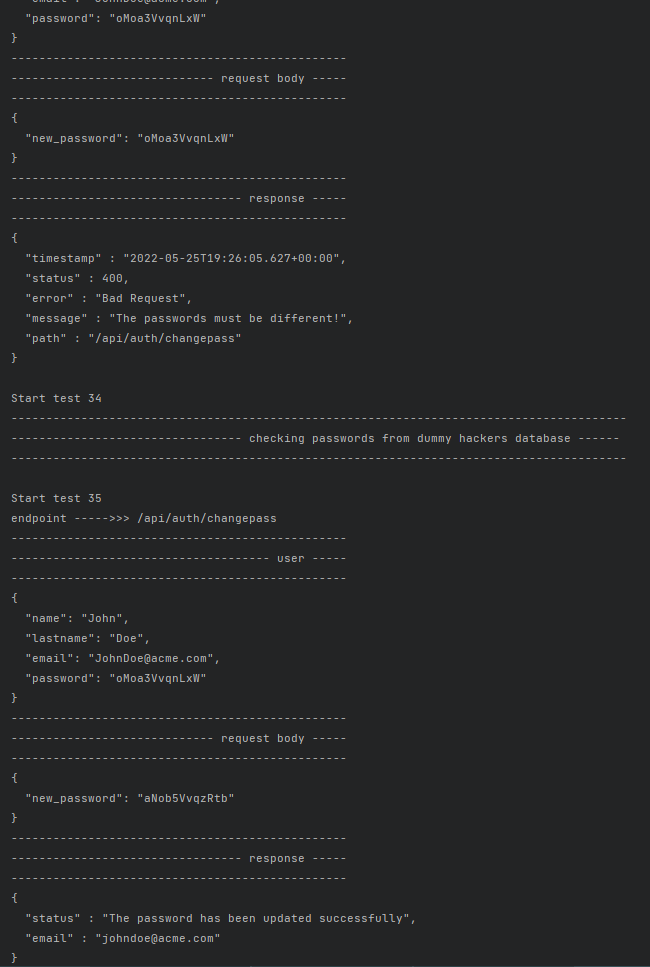 "email": "JohnDoe@acme.com",
  "password": "oMoa3VvqnLxW"
}
------------------------------------------------
----------------------------- request body -----
------------------------------------------------
{
  "new_password": "oMoa3VvqnLxW"
}
------------------------------------------------
--------------------------------- response -----
------------------------------------------------
{
  "timestamp" : "2022-05-25T19:26:05.627+00:00",
  "status" : 400,
  "error" : "Bad Request",
  "message" : "The passwords must be different!",
  "path" : "/api/auth/changepass"
}

Start test 34
----------------------------------------------------------------------------------------
--------------------------------- checking passwords from dummy hackers database ------
----------------------------------------------------------------------------------------

Start test 35
endpoint ----->>> /api/auth/changepass
------------------------------------------------
------------------------------------- user -----
------------------------------------------------
{
  "name": "John",
  "lastname": "Doe",
  "email": "JohnDoe@acme.com",
  "password": "oMoa3VvqnLxW"
}
------------------------------------------------
----------------------------- request body -----
------------------------------------------------
{
  "new_password": "aNob5VvqzRtb"
}
------------------------------------------------
--------------------------------- response -----
------------------------------------------------
{
  "status" : "The password has been updated successfully",
  "email" : "johndoe@acme.com"
}